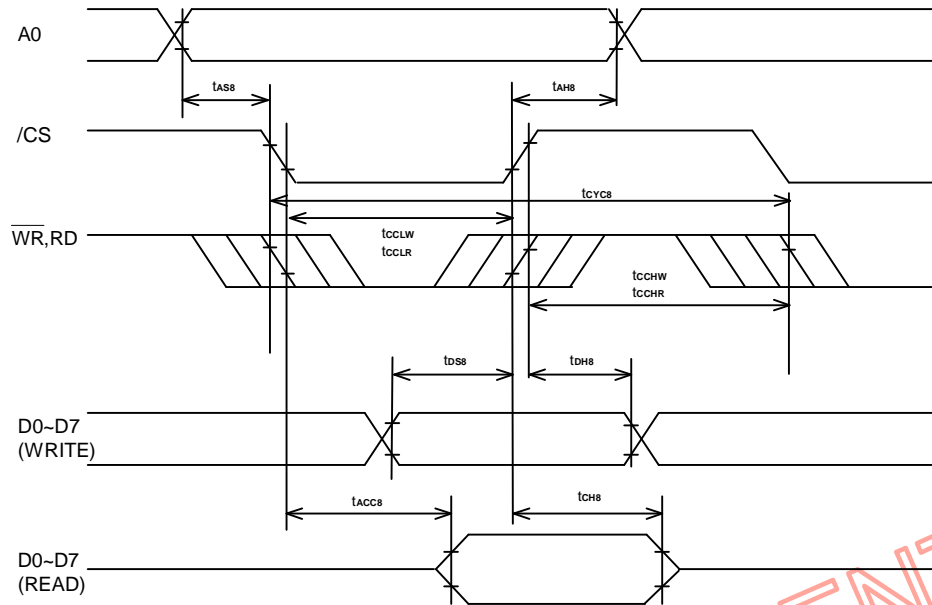 A0
tAS8
tAH8
/CS
tCYC8
WR,RD
tCCLW
tCCLR
tCCHW
tCCHR
tDS8
tDH8
D0~D7
(WRITE)
tACC8
tCH8
D0~D7
(READ)